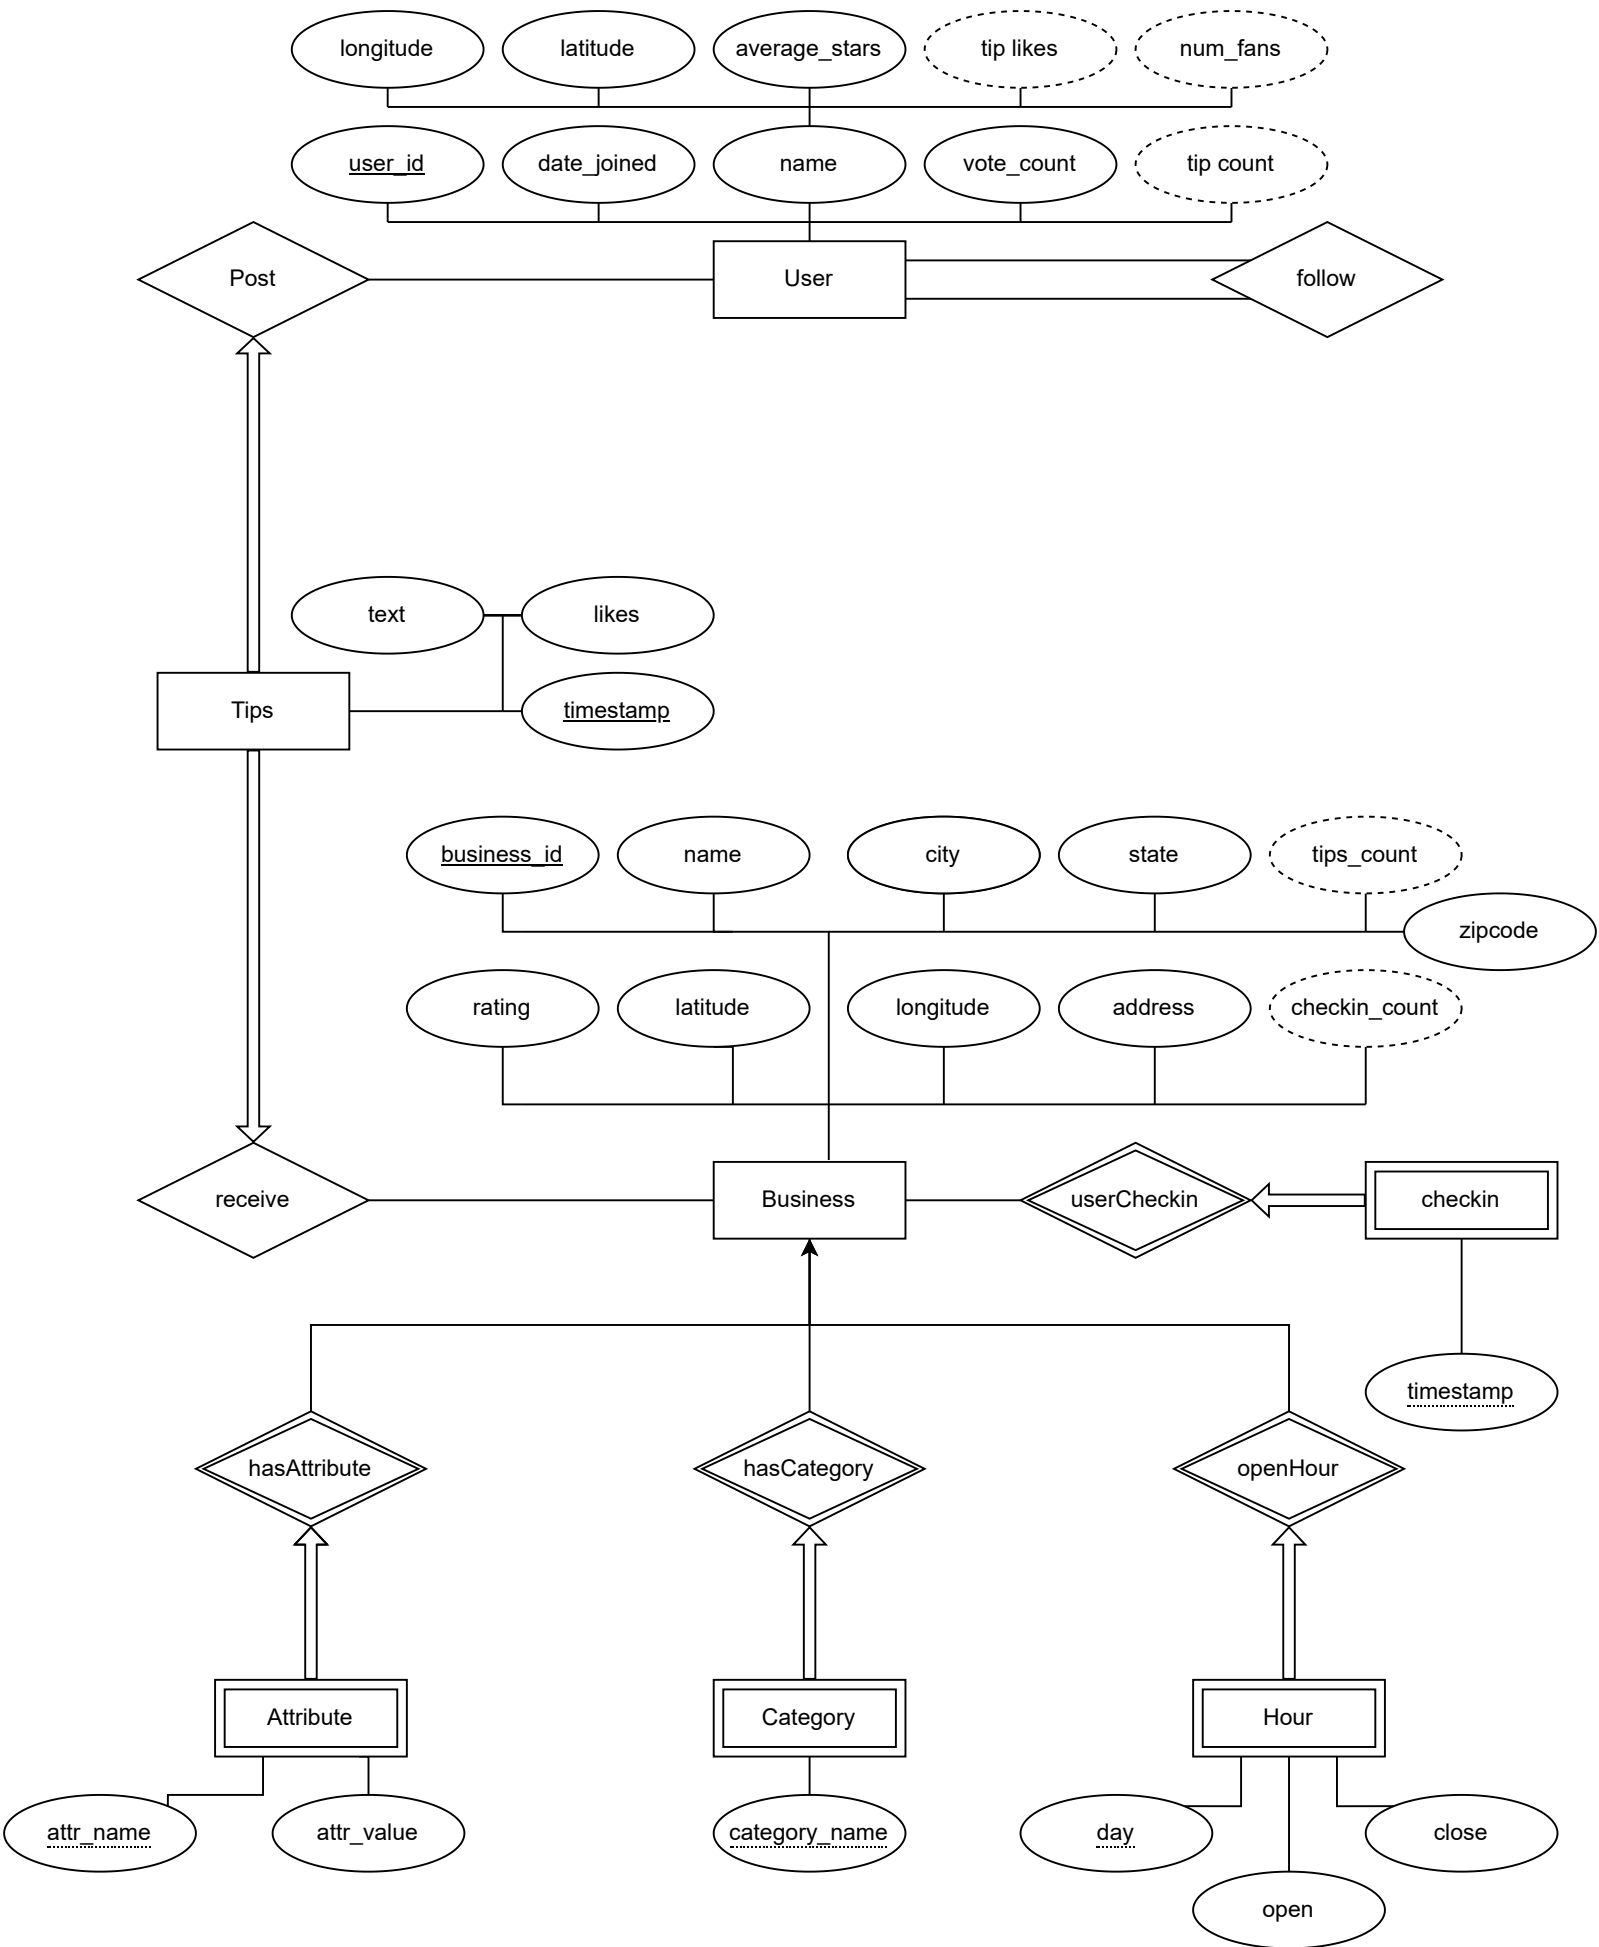 longitude
latitude
average_stars
tip likes
num_fans
user_id
date_joined
name
vote_count
tip count
Post
User
follow
text
likes
Tips
timestamp
business_id
name
city
state
tips_count
zipcode
rating
latitude
longitude
address
checkin_count
receive
Business
userCheckin
checkin
timestamp
hasAttribute
hasCategory
openHour
Attribute
Category
Hour
attr_name
attr_value
category_name
day
close
open